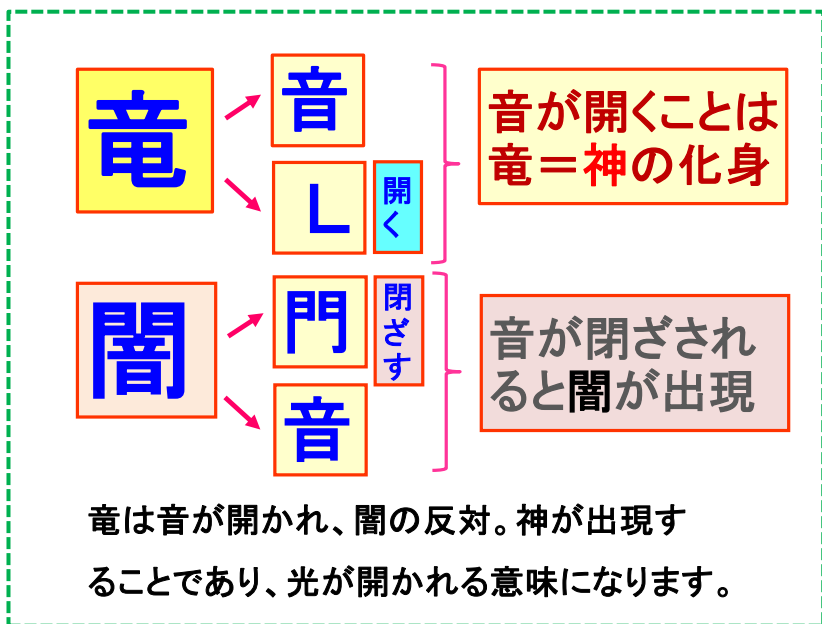 竜
音
L
開く
音が開くことは
竜＝神の化身
闇
門
閉ざす
音
音が閉ざされ
ると闇が出現
竜は音が開かれ、闇の反対。神が出現す
ることであり、光が開かれる意味になります。